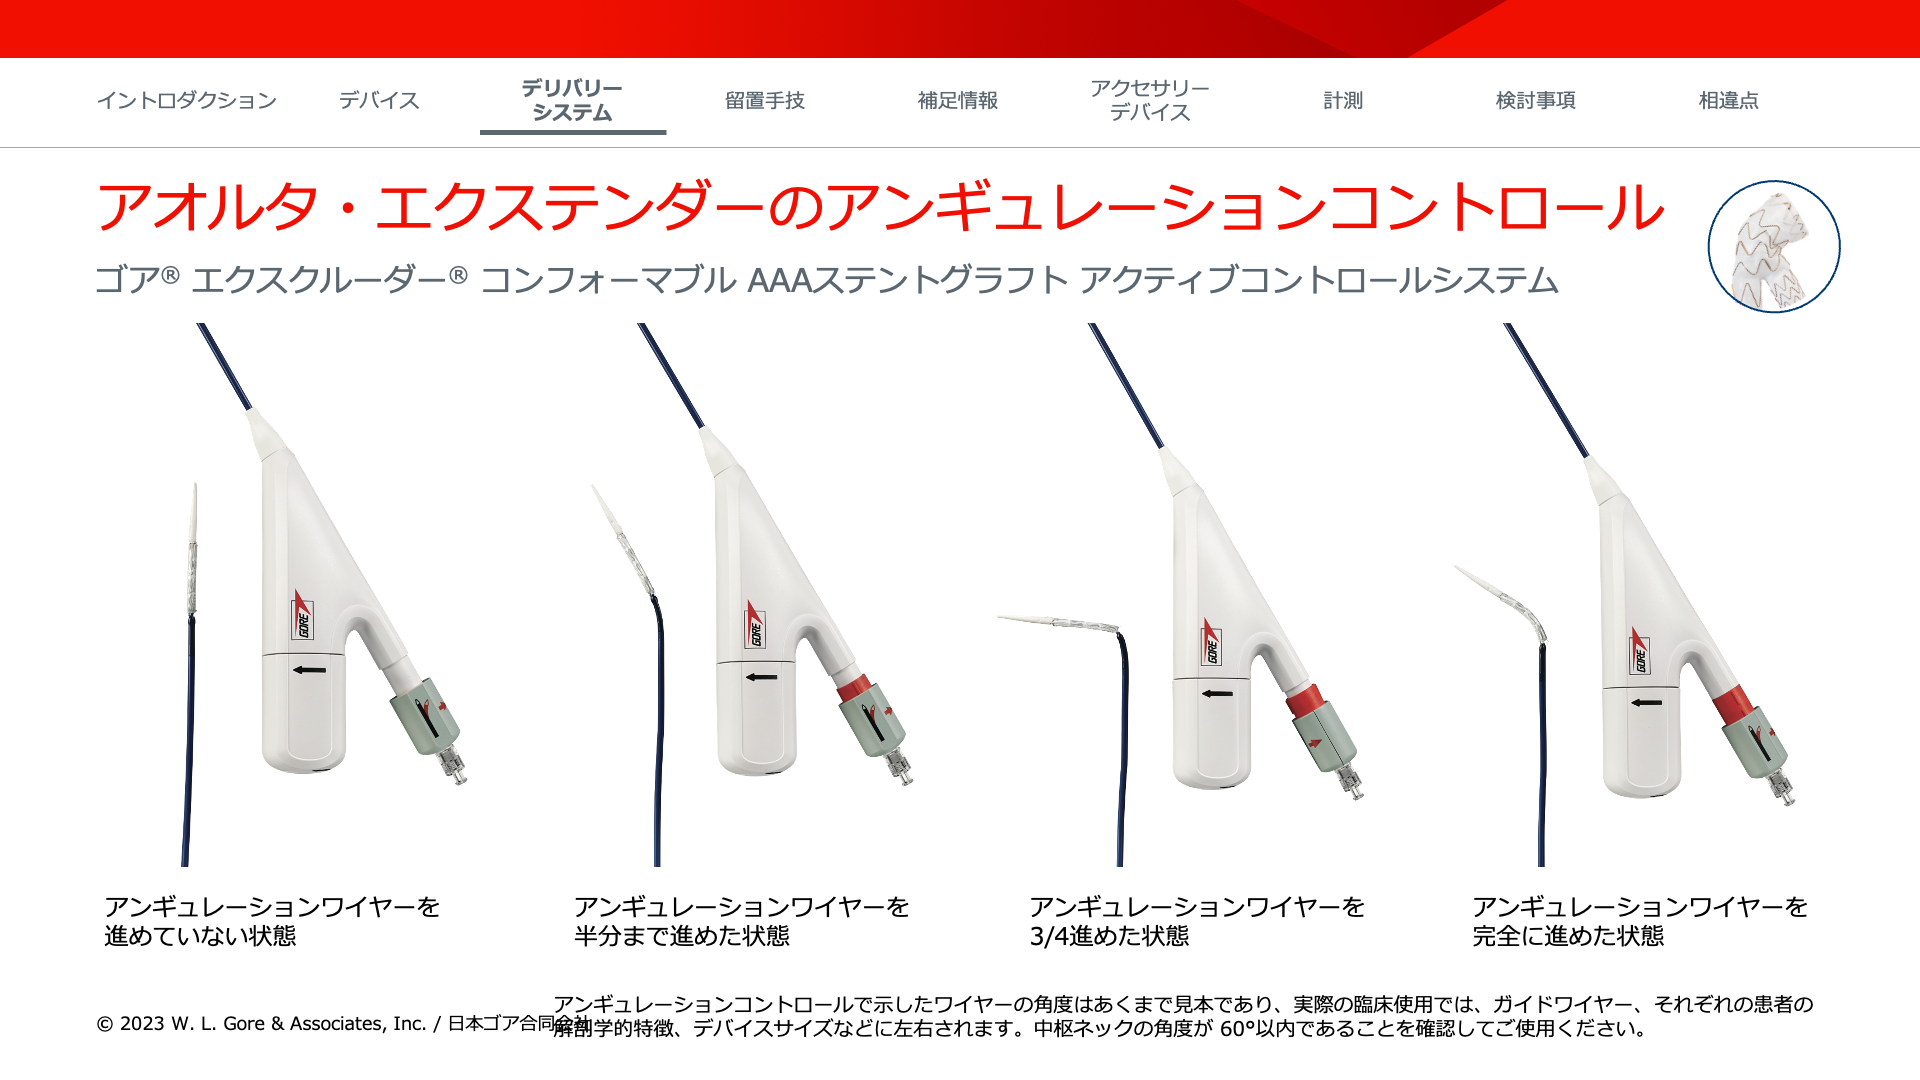 イントロダクション
デバイス
デリバリー
システム
留置手技
補足情報
アクセサリー
デバイス
計測
検討事項
相違点
アオルタ・エクステンダーのアンギュレーションコントロール
ゴア® エクスクルーダー® コンフォーマブル AAAステントグラフト アクティブコントロールシステム
GORE
GORE
GORE
GORE
アンギュレーションワイヤーを
進めていない状態
アンギュレーションワイヤーを
半分まで進めた状態
アンギュレーションワイヤーを
3/4進めた状態
アンギュレーションワイヤーを
完全に進めた状態
アンギュレーションコントロールで示したワイヤーの角度はあくまで見本であり、実際の臨床使用では、ガイドワイヤー、それぞれの患者の
解剖学的特徴、デバイスサイズなどに左右されます。中枢ネックの角度が 60°以内であることを確認してご使用ください。
© 2023 W. L. Gore & Associates, Inc. / 日本ゴア合同会社